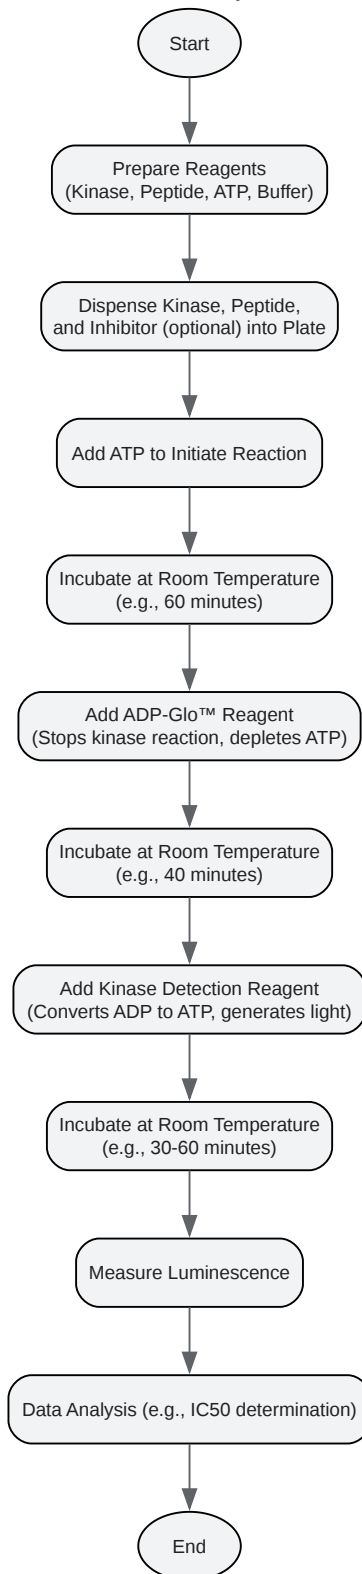 Start
Prepare Reagents
(Kinase, Peptide, ATP, Buffer)
Dispense Kinase, Peptide,
and Inhibitor (optional) into Plate
Add ATP to Initiate Reaction
Incubate at Room Temperature
(e.g., 60 minutes)
Add ADP-Glo™ Reagent
(Stops kinase reaction, depletes ATP)
Incubate at Room Temperature
(e.g., 40 minutes)
Add Kinase Detection Reagent
(Converts ADP to ATP, generates light)
Incubate at Room Temperature
(e.g., 30-60 minutes)
Measure Luminescence
Data Analysis (e.g., IC50 determination)
End